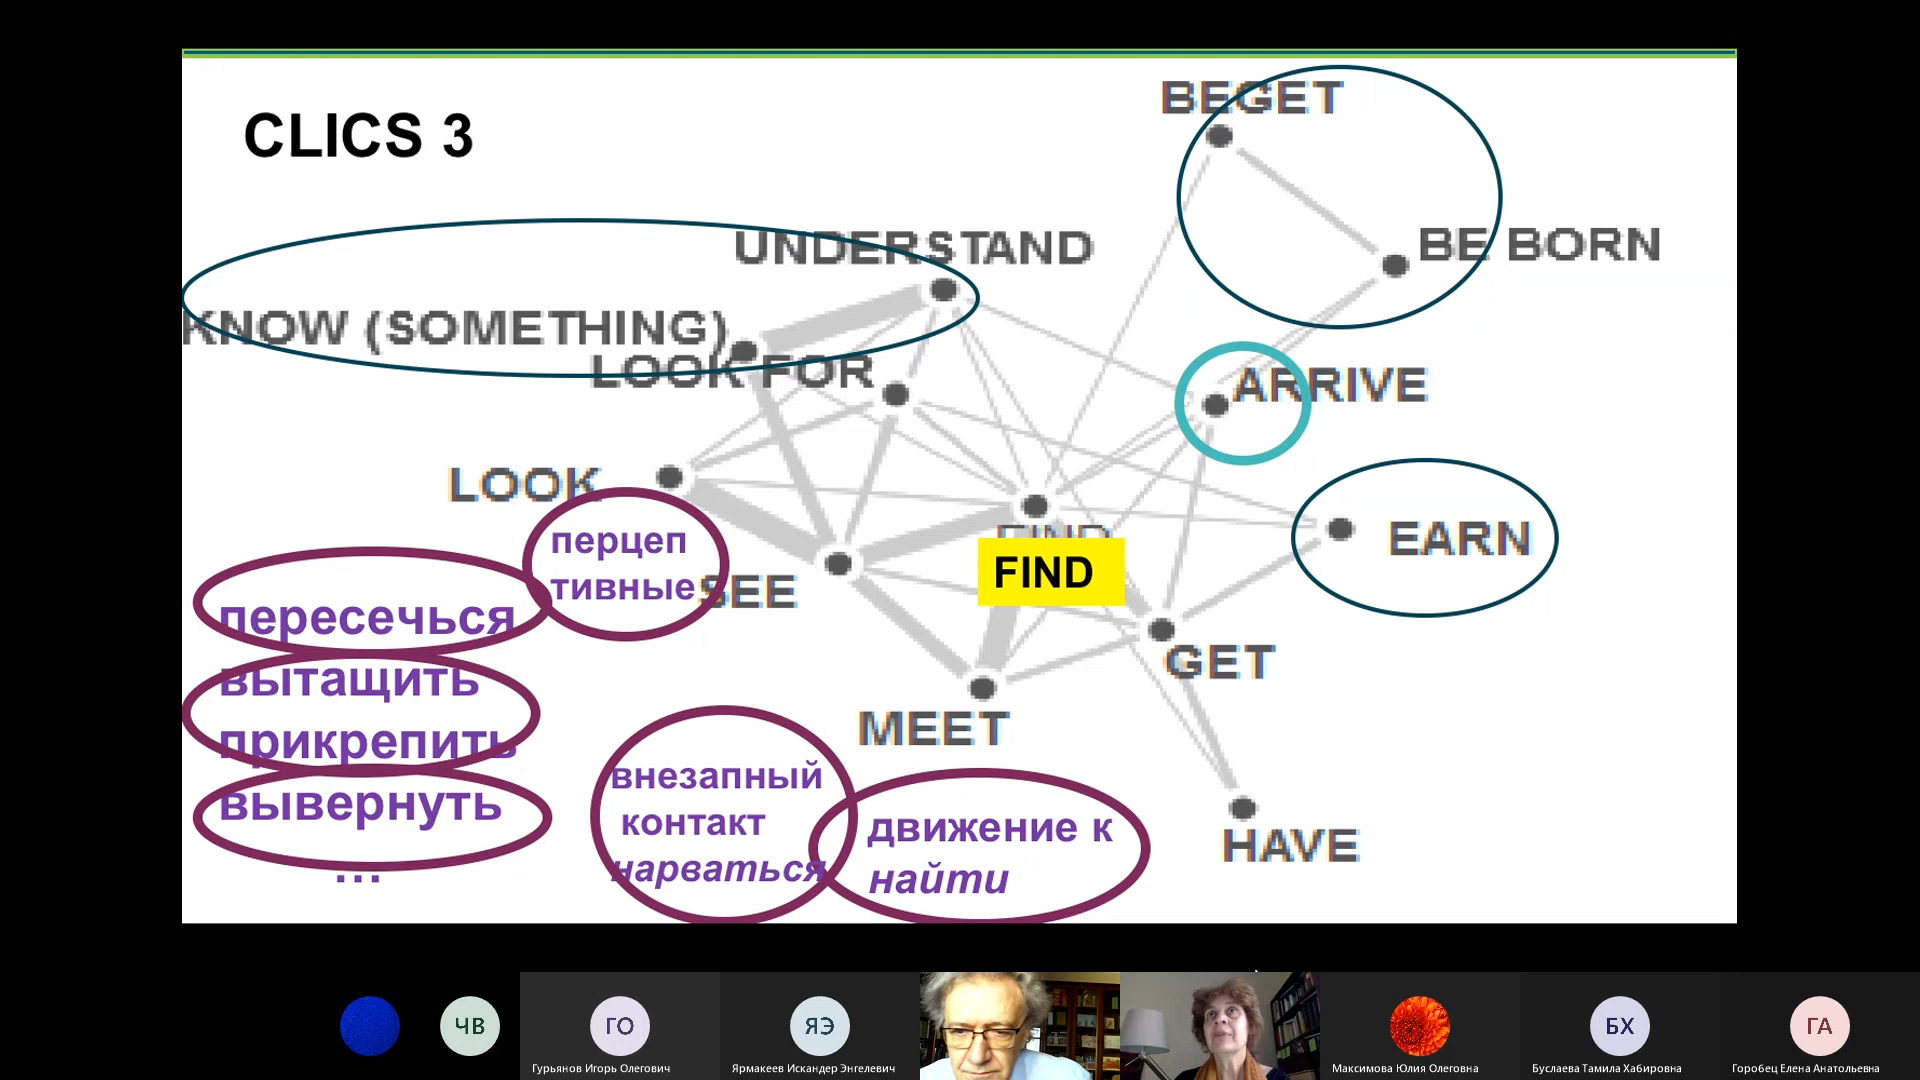 CLICS 3
BEGET
UNDERSTAND
BE BORN
KNOW (SOMETHING)
LOOK FOR
ARRIVE
LOOK
перцеп
тивные
SEE
FIND
FIND
EARN
пересечься
GET
вытащить
прикрепить
MEET
внезапный
контакт
нарваться
вывернуть
...
движение к
найти
HAVE
ЧВ
ГО
ЯЭ
БХ
ГА
Гурьянов Игорь Олегович
Ярмакеев Искандер Энгелевич
Максимова Юлия Олеговна
Буслаева Тамила Хабировна
Горобец Елена Анатольевна